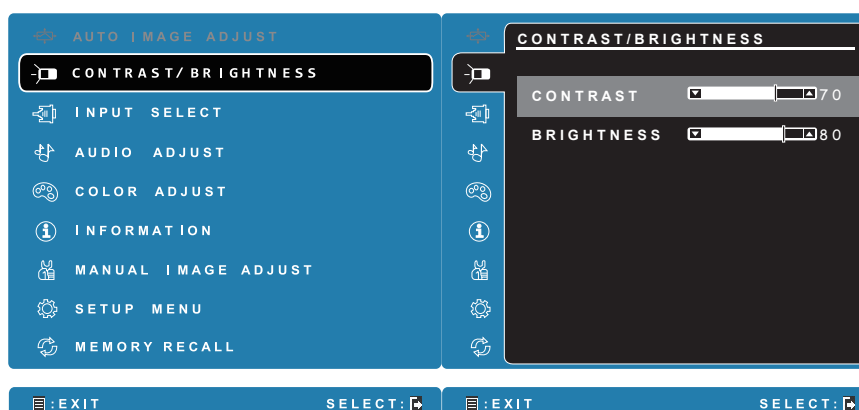 AUTO IMAGE ADJUST
CONTRAST/BRIGHTNESS
INPUT SELECT
AUDIO ADJUST
COLOR ADJUST
INFORMATION
MANUAL IMAGE ADJUST
SETUP MENU
MEMORY RECALL
:EXIT SELECT:
CONTRAST/BRIGHTNESS
CONTRAST 70
BRIGHTNESS 80
:EXIT SELECT: